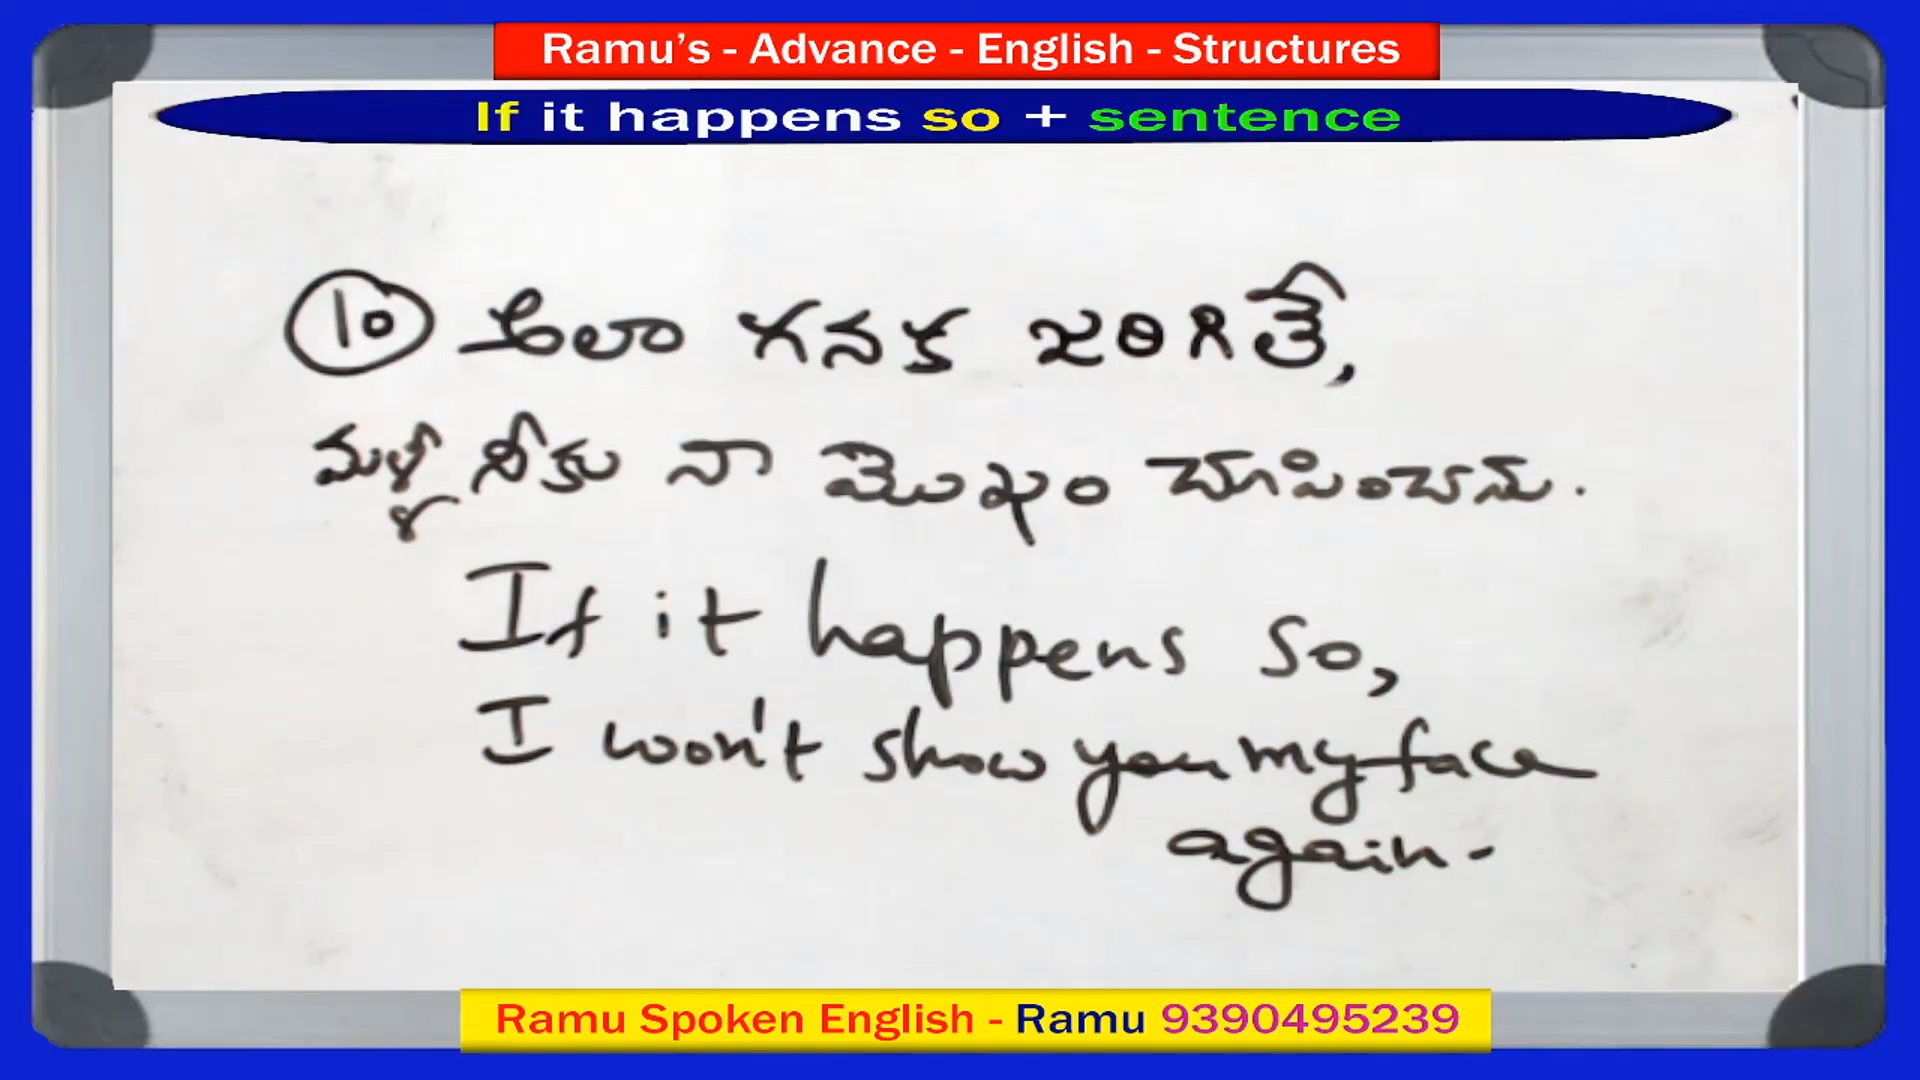 Ramu's - Advance - English - Structures
If it happens so + sentence
10 అలా గనక జరిగితే,
మళ్ళీ నీకు నా మొఖం చూపించను.
If it happens so,
I won't show you my face
again.
Ramu Spoken English - Ramu 9390495239